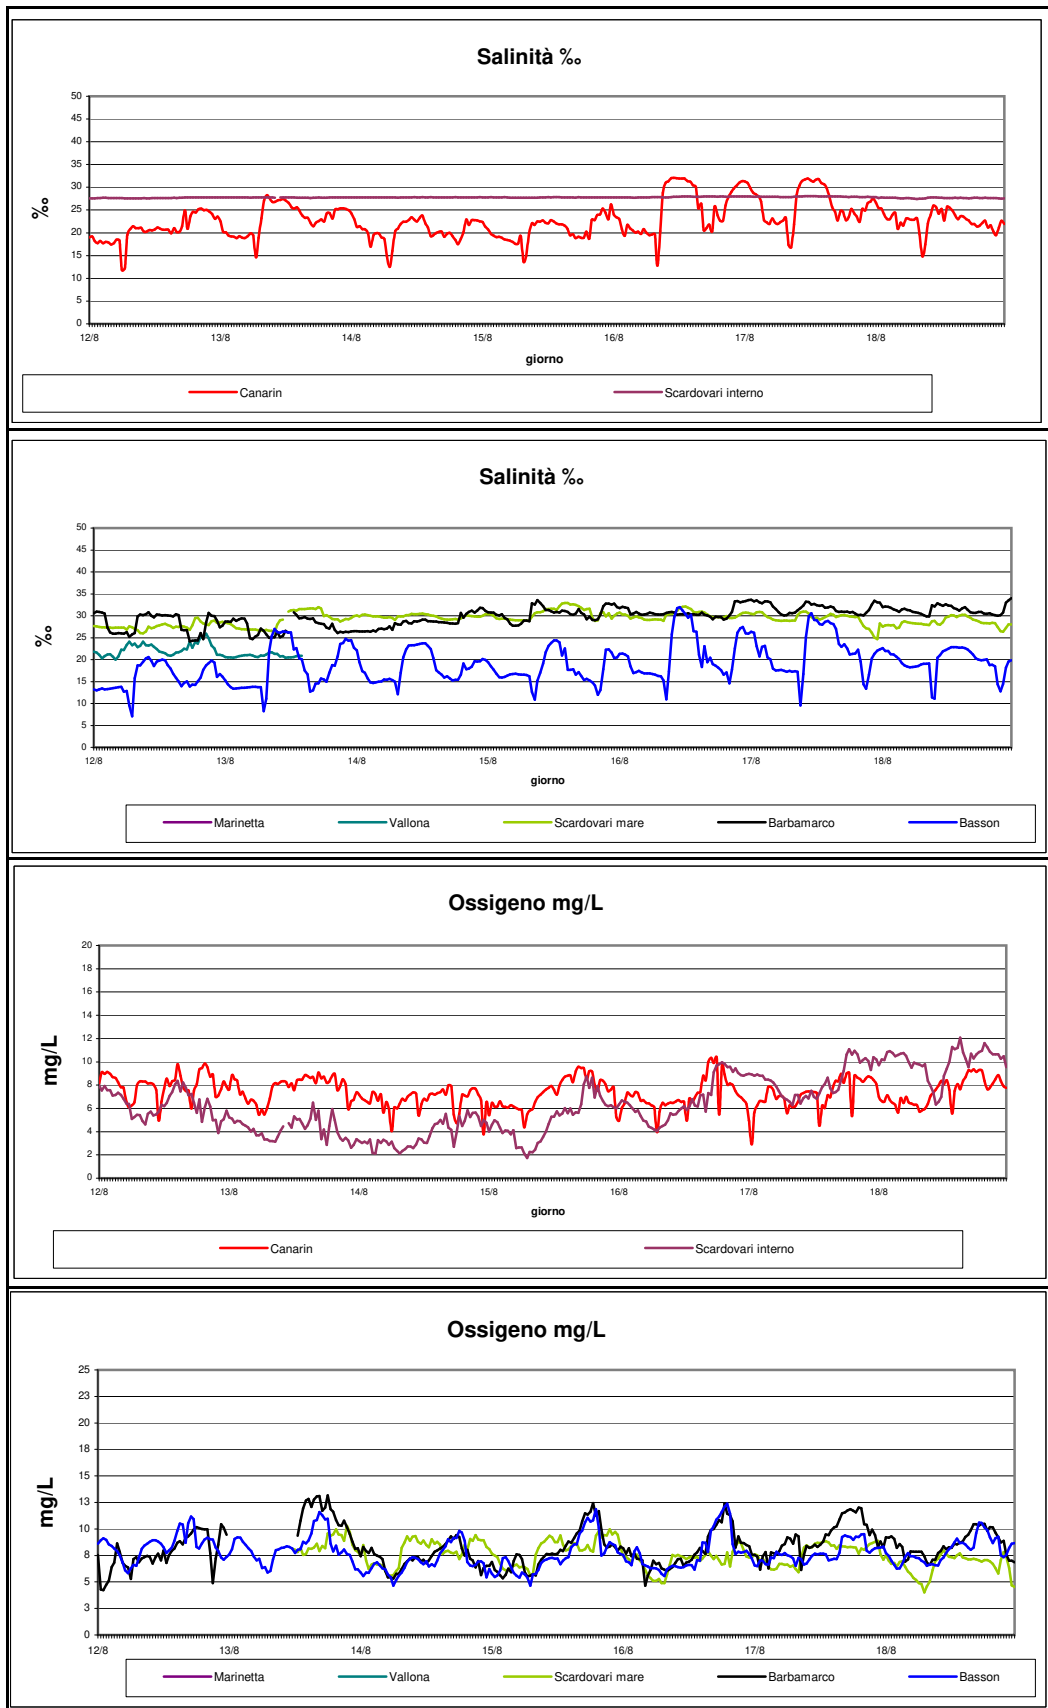 Salinità ‰
50
45
40
35
30
25
20
15
10
5
0
‰
12/8 13/8 14/8 15/8 16/8 17/8 18/8
giorno
Canarin Scardovari interno
Salinità ‰
50
45
40
35
30
25
20
15
10
5
0
‰
12/8 13/8 14/8 15/8 16/8 17/8 18/8
giorno
Marinetta Vallona Scardovari mare Barbamarco Basson
Ossigeno mg/L
20
18
16
14
12
10
8
6
4
2
0
mg/L
12/8 13/8 14/8 15/8 16/8 17/8 18/8
giorno
Canarin Scardovari interno
Ossigeno mg/L
25
23
20
18
15
13
10
8
5
3
0
mg/L
12/8 13/8 14/8 15/8 16/8 17/8 18/8
Marinetta Vallona Scardovari mare Barbamarco Basson